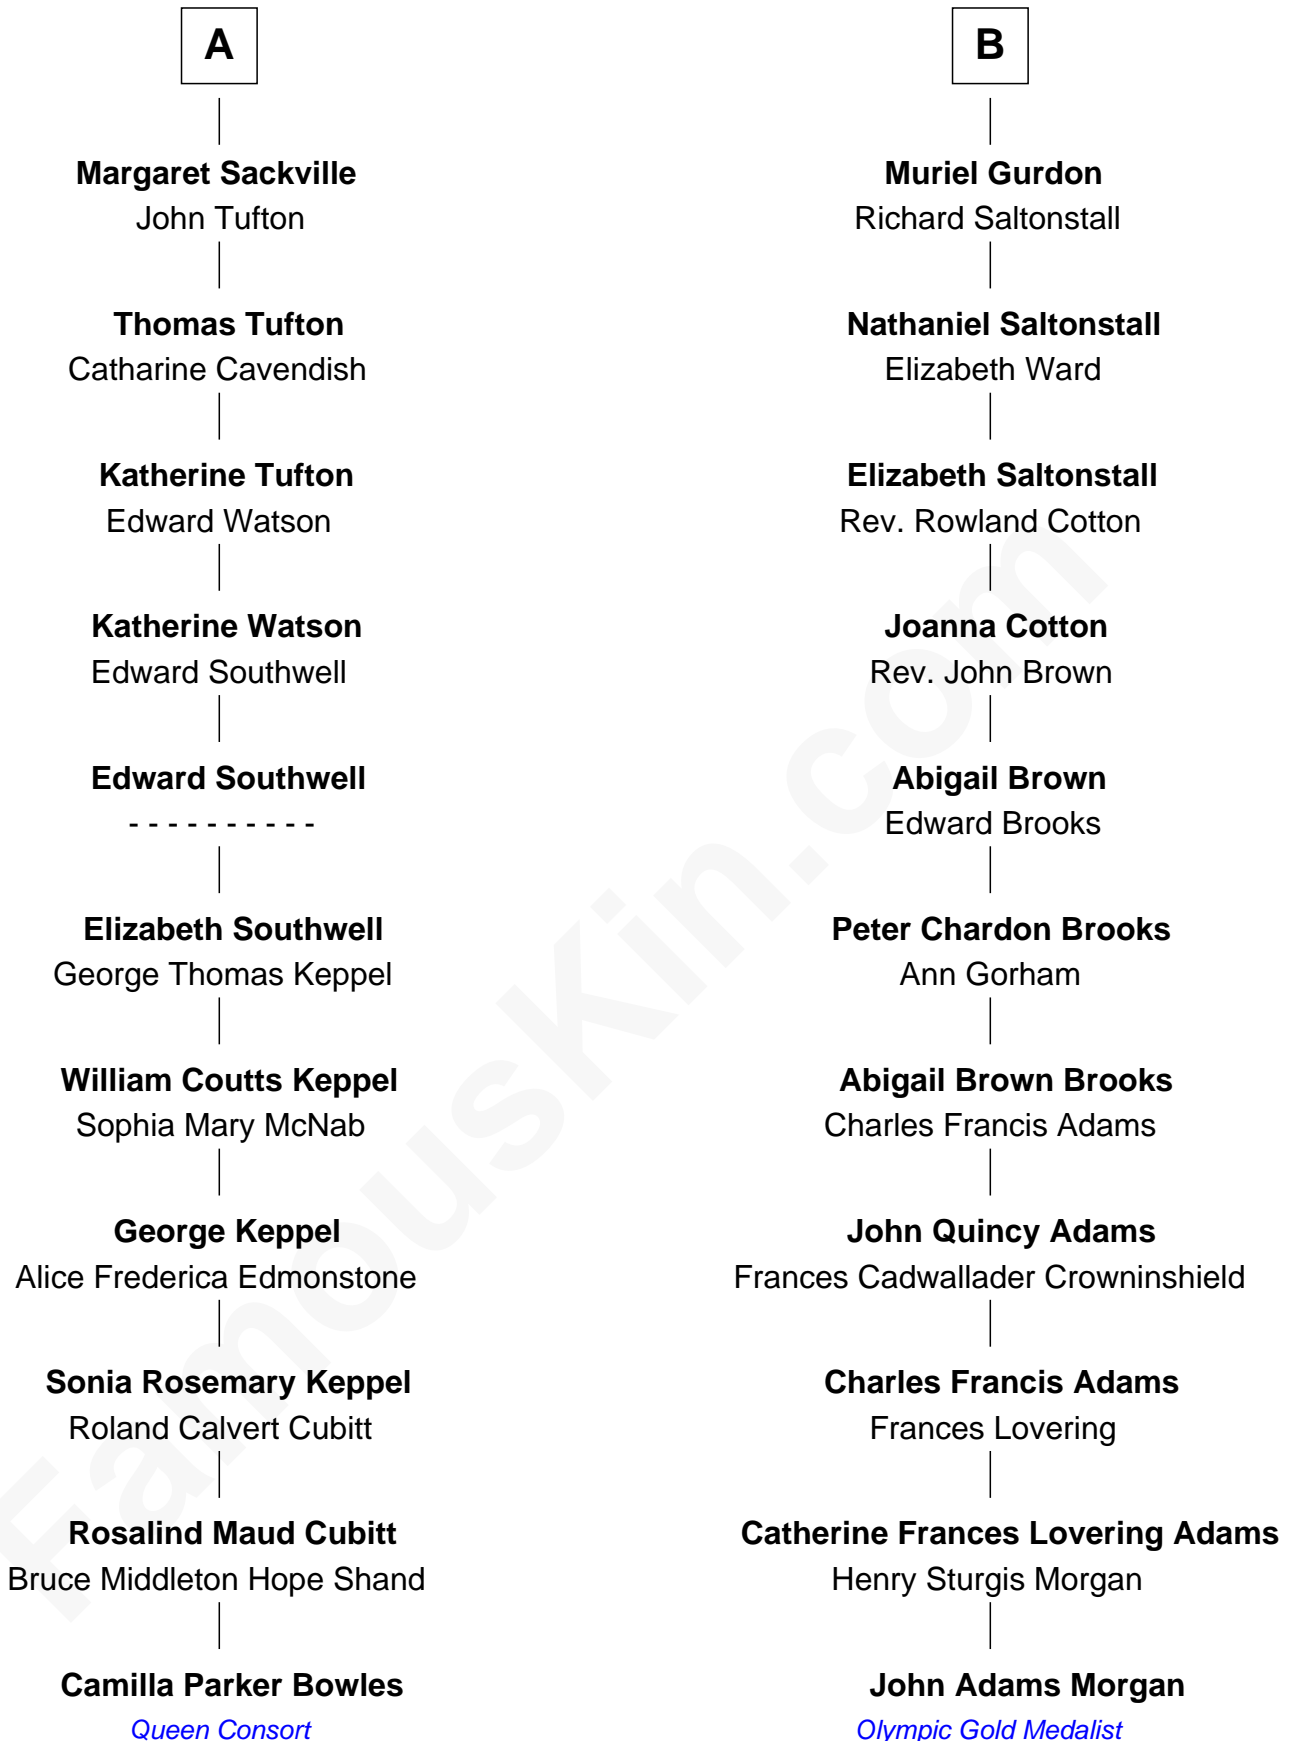 A
Margaret Sackville
John Tufton
Thomas Tufton
Catharine Cavendish
Katherine Tufton
Edward Watson
Katherine Watson
Edward Southwell
Edward Southwell
- - - - - - - - - -
Elizabeth Southwell
George Thomas Keppel
William Coutts Keppel
Sophia Mary McNab
George Keppel
Alice Frederica Edmonstone
Sonia Rosemary Keppel
Roland Calvert Cubitt
Rosalind Maud Cubitt
Bruce Middleton Hope Shand
Camilla Parker Bowles
Queen Consort
B
Muriel Gurdon
Richard Saltonstall
Nathaniel Saltonstall
Elizabeth Ward
Elizabeth Saltonstall
Rev. Rowland Cotton
Joanna Cotton
Rev. John Brown
Abigail Brown
Edward Brooks
Peter Chardon Brooks
Ann Gorham
Abigail Brown Brooks
Charles Francis Adams
John Quincy Adams
Frances Cadwallader Crowninshield
Charles Francis Adams
Frances Lovering
Catherine Frances Lovering Adams
Henry Sturgis Morgan
John Adams Morgan
Olympic Gold Medalist
FamousKin.com